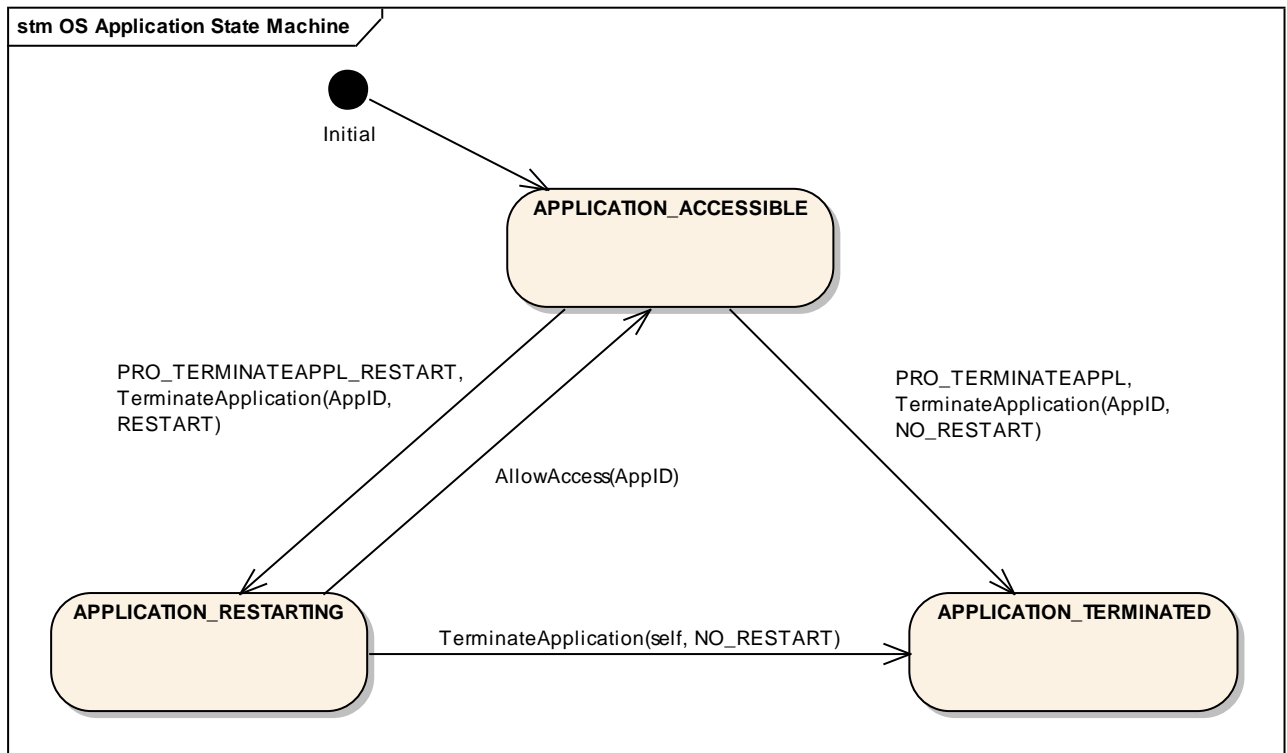 stm OS Application State Machine
Initial
APPLICATION_ACCESSIBLE
PRO_TERMINATEAPPL_RESTART,
TerminateApplication(AppID,
RESTART)
PRO_TERMINATEAPPL,
TerminateApplication(AppID,
NO_RESTART)
AllowAccess(AppID)
APPLICATION_RESTARTING
APPLICATION_TERMINATED
TerminateApplication(self, NO_RESTART)